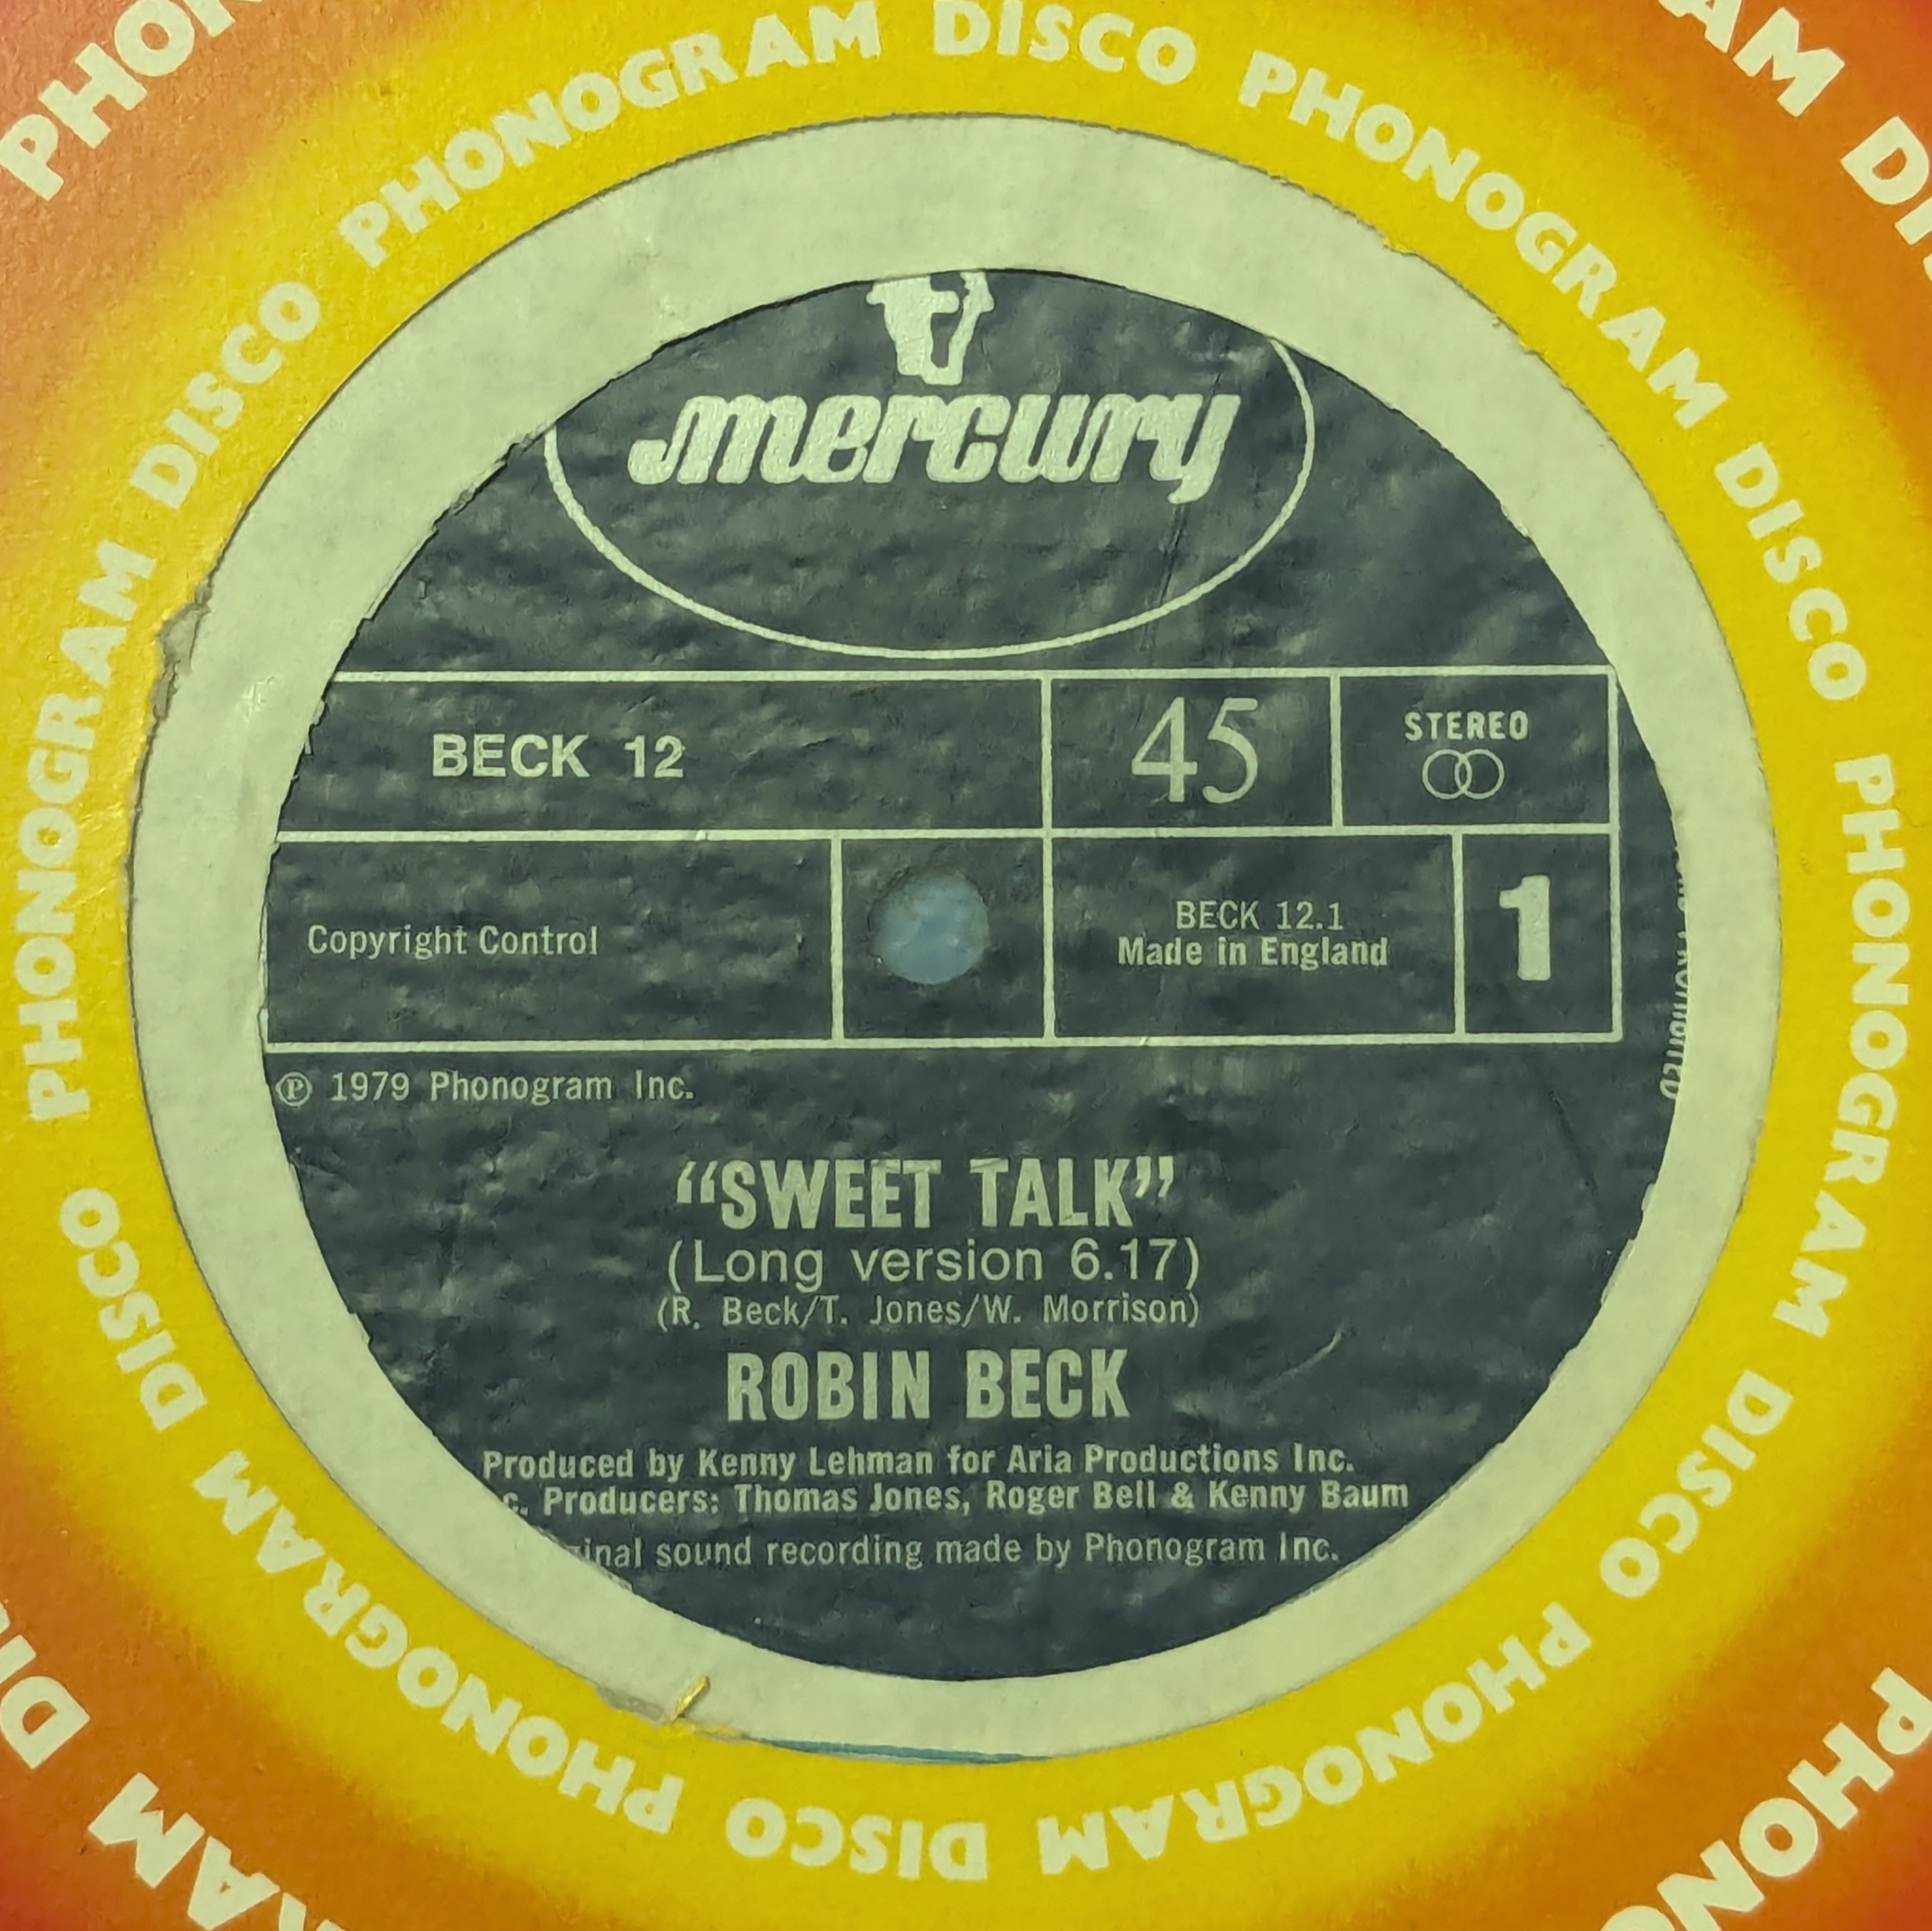 PHONOGRAM DISCO PHONOGRAM DISCO PHONOGRAM DISCO PHONOGRAM DISCO PHONOGRAM DISCO PHONOGRAM DISCO PHONOGRAM DISCO
mercury
BECK 12
45
STEREO
Copyright Control
BECK 12.1
Made in England
1
℗ 1979 Phonogram Inc.
“SWEET TALK”
(Long version 6.17)
(R. Beck/T. Jones/W. Morrison)
ROBIN BECK
Produced by Kenny Lehman for Aria Productions Inc.
Producers: Thomas Jones, Roger Bell & Kenny Baum
sound recording made by Phonogram Inc.